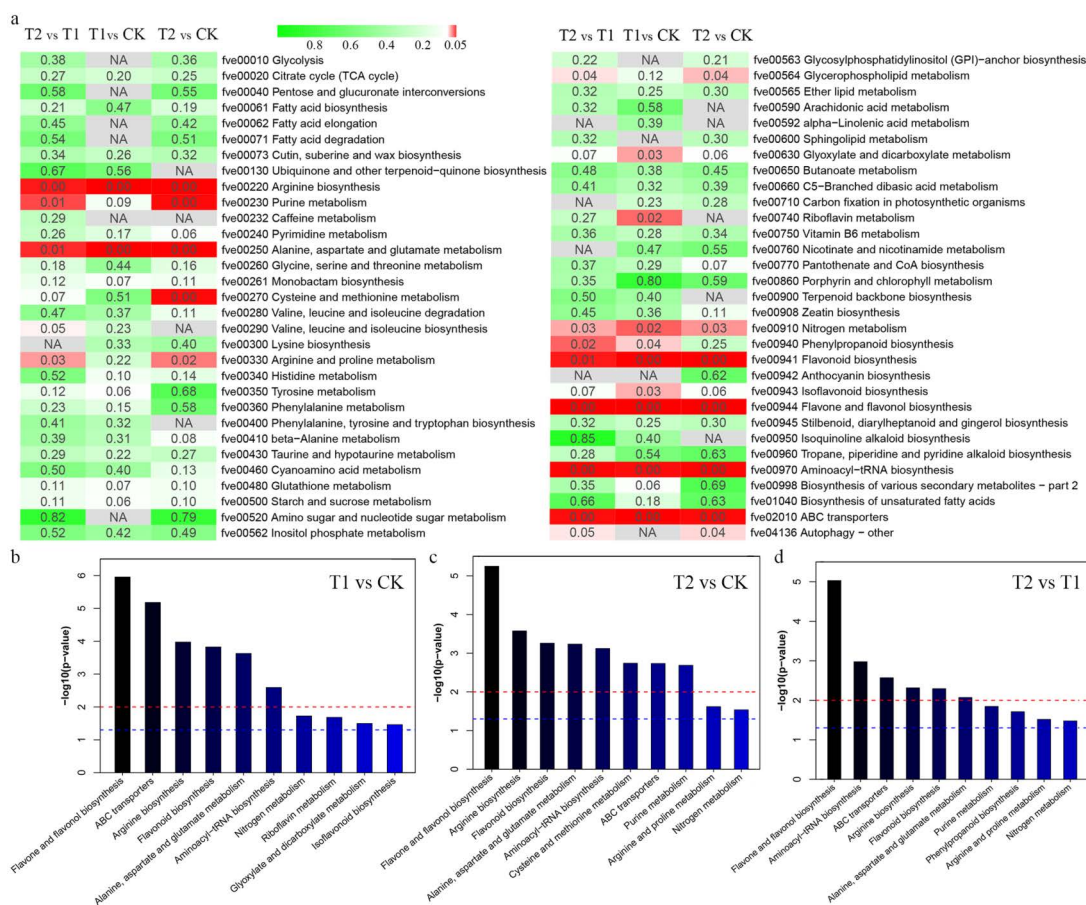 a
T2 vs T1 T1 vs CK T2 vs CK
0.8 0.6 0.4 0.2 0.05
0.38 NA 0.36 fve00010 Glycolysis
0.27 0.20 0.25 fve00020 Citrate cycle (TCA cycle)
0.58 NA 0.55 fve00040 Pentose and glucuronate interconversions
0.21 0.47 0.19 fve00061 Fatty acid biosynthesis
0.45 NA 0.42 fve00062 Fatty acid elongation
0.54 NA 0.51 fve00071 Fatty acid degradation
0.34 0.26 0.32 fve00073 Cutin, suberine and wax biosynthesis
0.67 0.56 NA fve00130 Ubiquinone and other terpenoid-quinone biosynthesis
0.00 0.00 0.00 fve00220 Arginine biosynthesis
0.01 0.09 0.00 fve00230 Purine metabolism
0.29 NA NA fve00232 Caffeine metabolism
0.26 0.17 0.06 fve00240 Pyrimidine metabolism
0.01 0.00 0.00 fve00250 Alanine, aspartate and glutamate metabolism
0.18 0.44 0.16 fve00260 Glycine, serine and threonine metabolism
0.12 0.07 0.11 fve00261 Monobactam biosynthesis
0.07 0.51 0.00 fve00270 Cysteine and methionine metabolism
0.47 0.37 0.11 fve00280 Valine, leucine and isoleucine degradation
0.05 0.23 NA fve00290 Valine, leucine and isoleucine biosynthesis
NA 0.33 0.40 fve00300 Lysine biosynthesis
0.03 0.22 0.02 fve00330 Arginine and proline metabolism
0.52 0.10 0.14 fve00340 Histidine metabolism
0.12 0.06 0.68 fve00350 Tyrosine metabolism
0.23 0.15 0.58 fve00360 Phenylalanine metabolism
0.41 0.32 NA fve00400 Phenylalanine, tyrosine and tryptophan biosynthesis
0.39 0.31 0.08 fve00410 beta-Alanine metabolism
0.29 0.22 0.27 fve00430 Taurine and hypotaurine metabolism
0.50 0.40 0.13 fve00460 Cyanoamino acid metabolism
0.11 0.07 0.10 fve00480 Glutathione metabolism
0.11 0.06 0.10 fve00500 Starch and sucrose metabolism
0.82 NA 0.79 fve00520 Amino sugar and nucleotide sugar metabolism
0.52 0.42 0.49 fve00562 Inositol phosphate metabolism
T2 vs T1 T1 vs CK T2 vs CK
0.22 NA 0.21 fve00563 Glycosylphosphatidylinositol (GPI)-anchor biosynthesis
0.04 0.12 0.04 fve00564 Glycerophospholipid metabolism
0.32 0.25 0.30 fve00565 Ether lipid metabolism
0.32 0.58 NA fve00590 Arachidonic acid metabolism
NA 0.39 NA fve00592 alpha-Linolenic acid metabolism
0.32 NA 0.30 fve00600 Sphingolipid metabolism
0.07 0.03 0.06 fve00630 Glyoxylate and dicarboxylate metabolism
0.48 0.38 0.45 fve00650 Butanoate metabolism
0.41 0.32 0.39 fve00660 C5-Branched dibasic acid metabolism
NA 0.23 0.28 fve00710 Carbon fixation in photosynthetic organisms
0.27 0.02 NA fve00740 Riboflavin metabolism
0.36 0.28 0.34 fve00750 Vitamin B6 metabolism
NA 0.47 0.55 fve00760 Nicotinate and nicotinamide metabolism
0.37 0.29 0.07 fve00770 Pantothenate and CoA biosynthesis
0.35 0.80 0.59 fve00860 Porphyrin and chlorophyll metabolism
0.50 0.40 NA fve00900 Terpenoid backbone biosynthesis
0.45 0.36 0.11 fve00908 Zeatin biosynthesis
0.03 0.02 0.03 fve00910 Nitrogen metabolism
0.02 0.04 0.25 fve00940 Phenylpropanoid biosynthesis
0.01 0.00 0.00 fve00941 Flavonoid biosynthesis
NA NA 0.62 fve00942 Anthocyanin biosynthesis
0.07 0.03 0.06 fve00943 Isoflavonoid biosynthesis
0.00 0.00 0.00 fve00944 Flavone and flavonol biosynthesis
0.32 0.25 0.30 fve00945 Stilbenoid, diarylheptanoid and gingerol biosynthesis
0.85 0.40 NA fve00950 Isoquinoline alkaloid biosynthesis
0.28 0.54 0.63 fve00960 Tropane, piperidine and pyridine alkaloid biosynthesis
0.00 0.00 0.00 fve00970 Aminoacyl-tRNA biosynthesis
0.35 0.06 0.69 fve00998 Biosynthesis of various secondary metabolites - part 2
0.66 0.18 0.63 fve01040 Biosynthesis of unsaturated fatty acids
0.00 0.00 0.00 fve02010 ABC transporters
0.05 NA 0.04 fve04136 Autophagy - other
b
T1 vs CK
-log10(p-value)
6
5
4
3
2
1
0
Flavone and flavonol biosynthesis
ABC transporters
Arginine biosynthesis
Flavonoid biosynthesis
Alanine, aspartate and glutamate metabolism
Aminoacyl-tRNA biosynthesis
Nitrogen metabolism
Riboflavin metabolism
Glyoxylate and dicarboxylate metabolism
Isoflavonoid biosynthesis
c
T2 vs CK
-log10(p-value)
5
4
3
2
1
0
Flavone and flavonol biosynthesis
Arginine biosynthesis
Flavonoid biosynthesis
Alanine, aspartate and glutamate metabolism
Aminoacyl-tRNA biosynthesis
Cysteine and methionine metabolism
ABC transporters
Purine metabolism
Arginine and proline metabolism
Nitrogen metabolism
d
T2 vs T1
-log10(p-value)
5
4
3
2
1
0
Flavone and flavonol biosynthesis
Aminoacyl-tRNA biosynthesis
ABC transporters
Arginine biosynthesis
Flavonoid biosynthesis
Alanine, aspartate and glutamate metabolism
Purine metabolism
Phenylpropanoid biosynthesis
Arginine and proline metabolism
Nitrogen metabolism